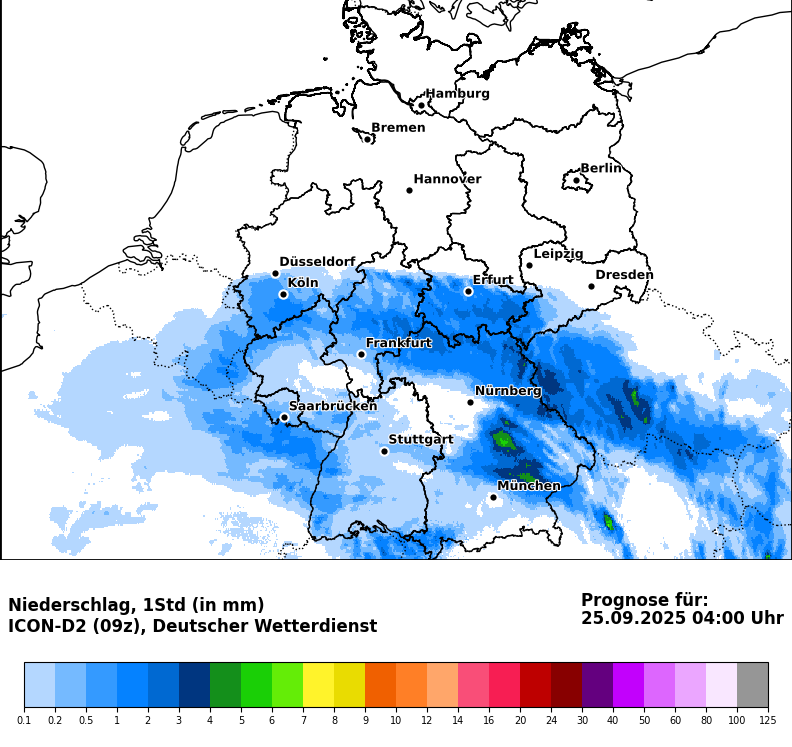 Hamburg
Bremen
Berlin
Hannover
Leipzig
Düsseldorf
Dresden
Köln
Erfurt
Frankfurt
Nürnberg
Saarbrücken
Stuttgart
München
Niederschlag, 1Std (in mm)
ICON-D2 (09z), Deutscher Wetterdienst
Prognose für:
25.09.2025 04:00 Uhr
0.1 0.2 0.5 1 2 3 4 5 6 7 8 9 10 12 14 16 20 24 30 40 50 60 80 100 125